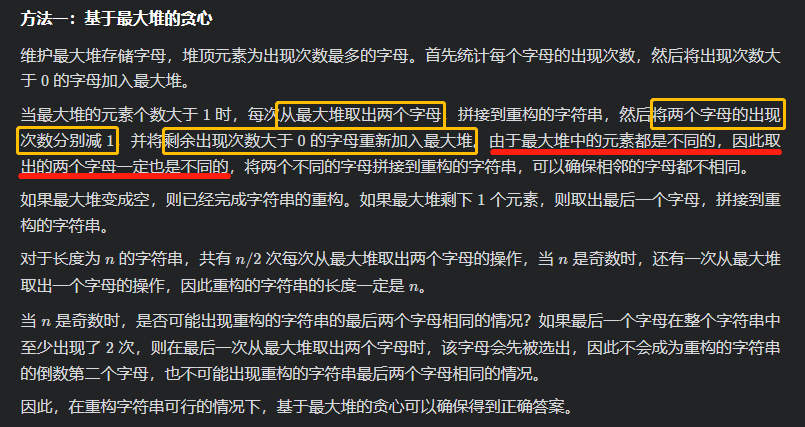 方法一：基于最大堆的贪心
维护最大堆存储字母，堆顶元素为出现次数最多的字母。首先统计每个字母的出现次数，然后将出现次数大
于 0 的字母加入最大堆。
当最大堆的元素个数大于 1 时，每次从最大堆取出两个字母，拼接到重构的字符串，然后将两个字母的出现
次数分别减 1，并将剩余出现次数大于 0 的字母重新加入最大堆。由于最大堆中的元素都是不同的，因此取
出的两个字母一定也是不同的，将两个不同的字母拼接到重构的字符串，可以确保相邻的字母都不相同。
如果最大堆变成空，则已经完成字符串的重构。如果最大堆剩下 1 个元素，则取出最后一个字母，拼接到重
构的字符串。
对于长度为 n 的字符串，共有 n/2 次每次从最大堆取出两个字母的操作，当 n 是奇数时，还有一次从最大堆
取出一个字母的操作，因此重构的字符串的长度一定是 n。
当 n 是奇数时，是否可能出现重构的字符串的最后两个字母相同的情况？如果最后一个字母在整个字符串中
至少出现了 2 次，则在最后一次从最大堆取出两个字母时，该字母会先被选出，因此不会成为重构的字符串
的倒数第二个字母，也不可能出现重构的字符串最后两个字母相同的情况。
因此，在重构字符串可行的情况下，基于最大堆的贪心可以确保得到正确答案。